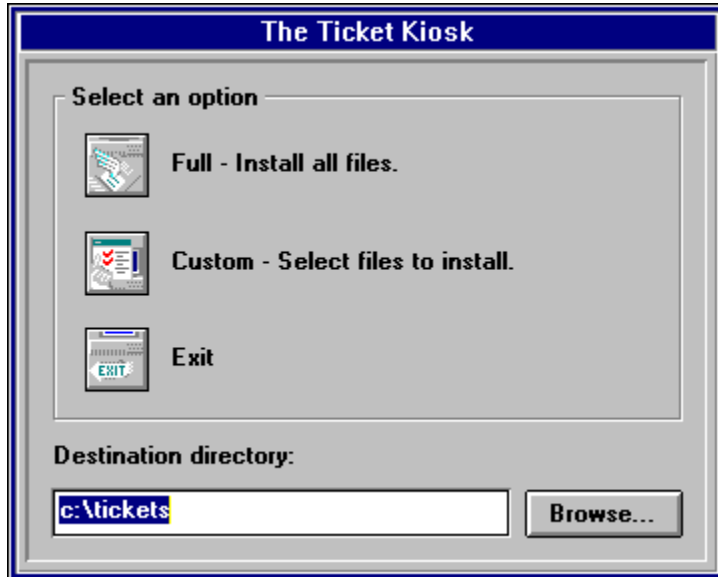 The Ticket Kiosk
Select an option
Full - Install all files.
Custom - Select files to install.
EXIT
Exit
Destination directory:
c:\tickets
Browse...